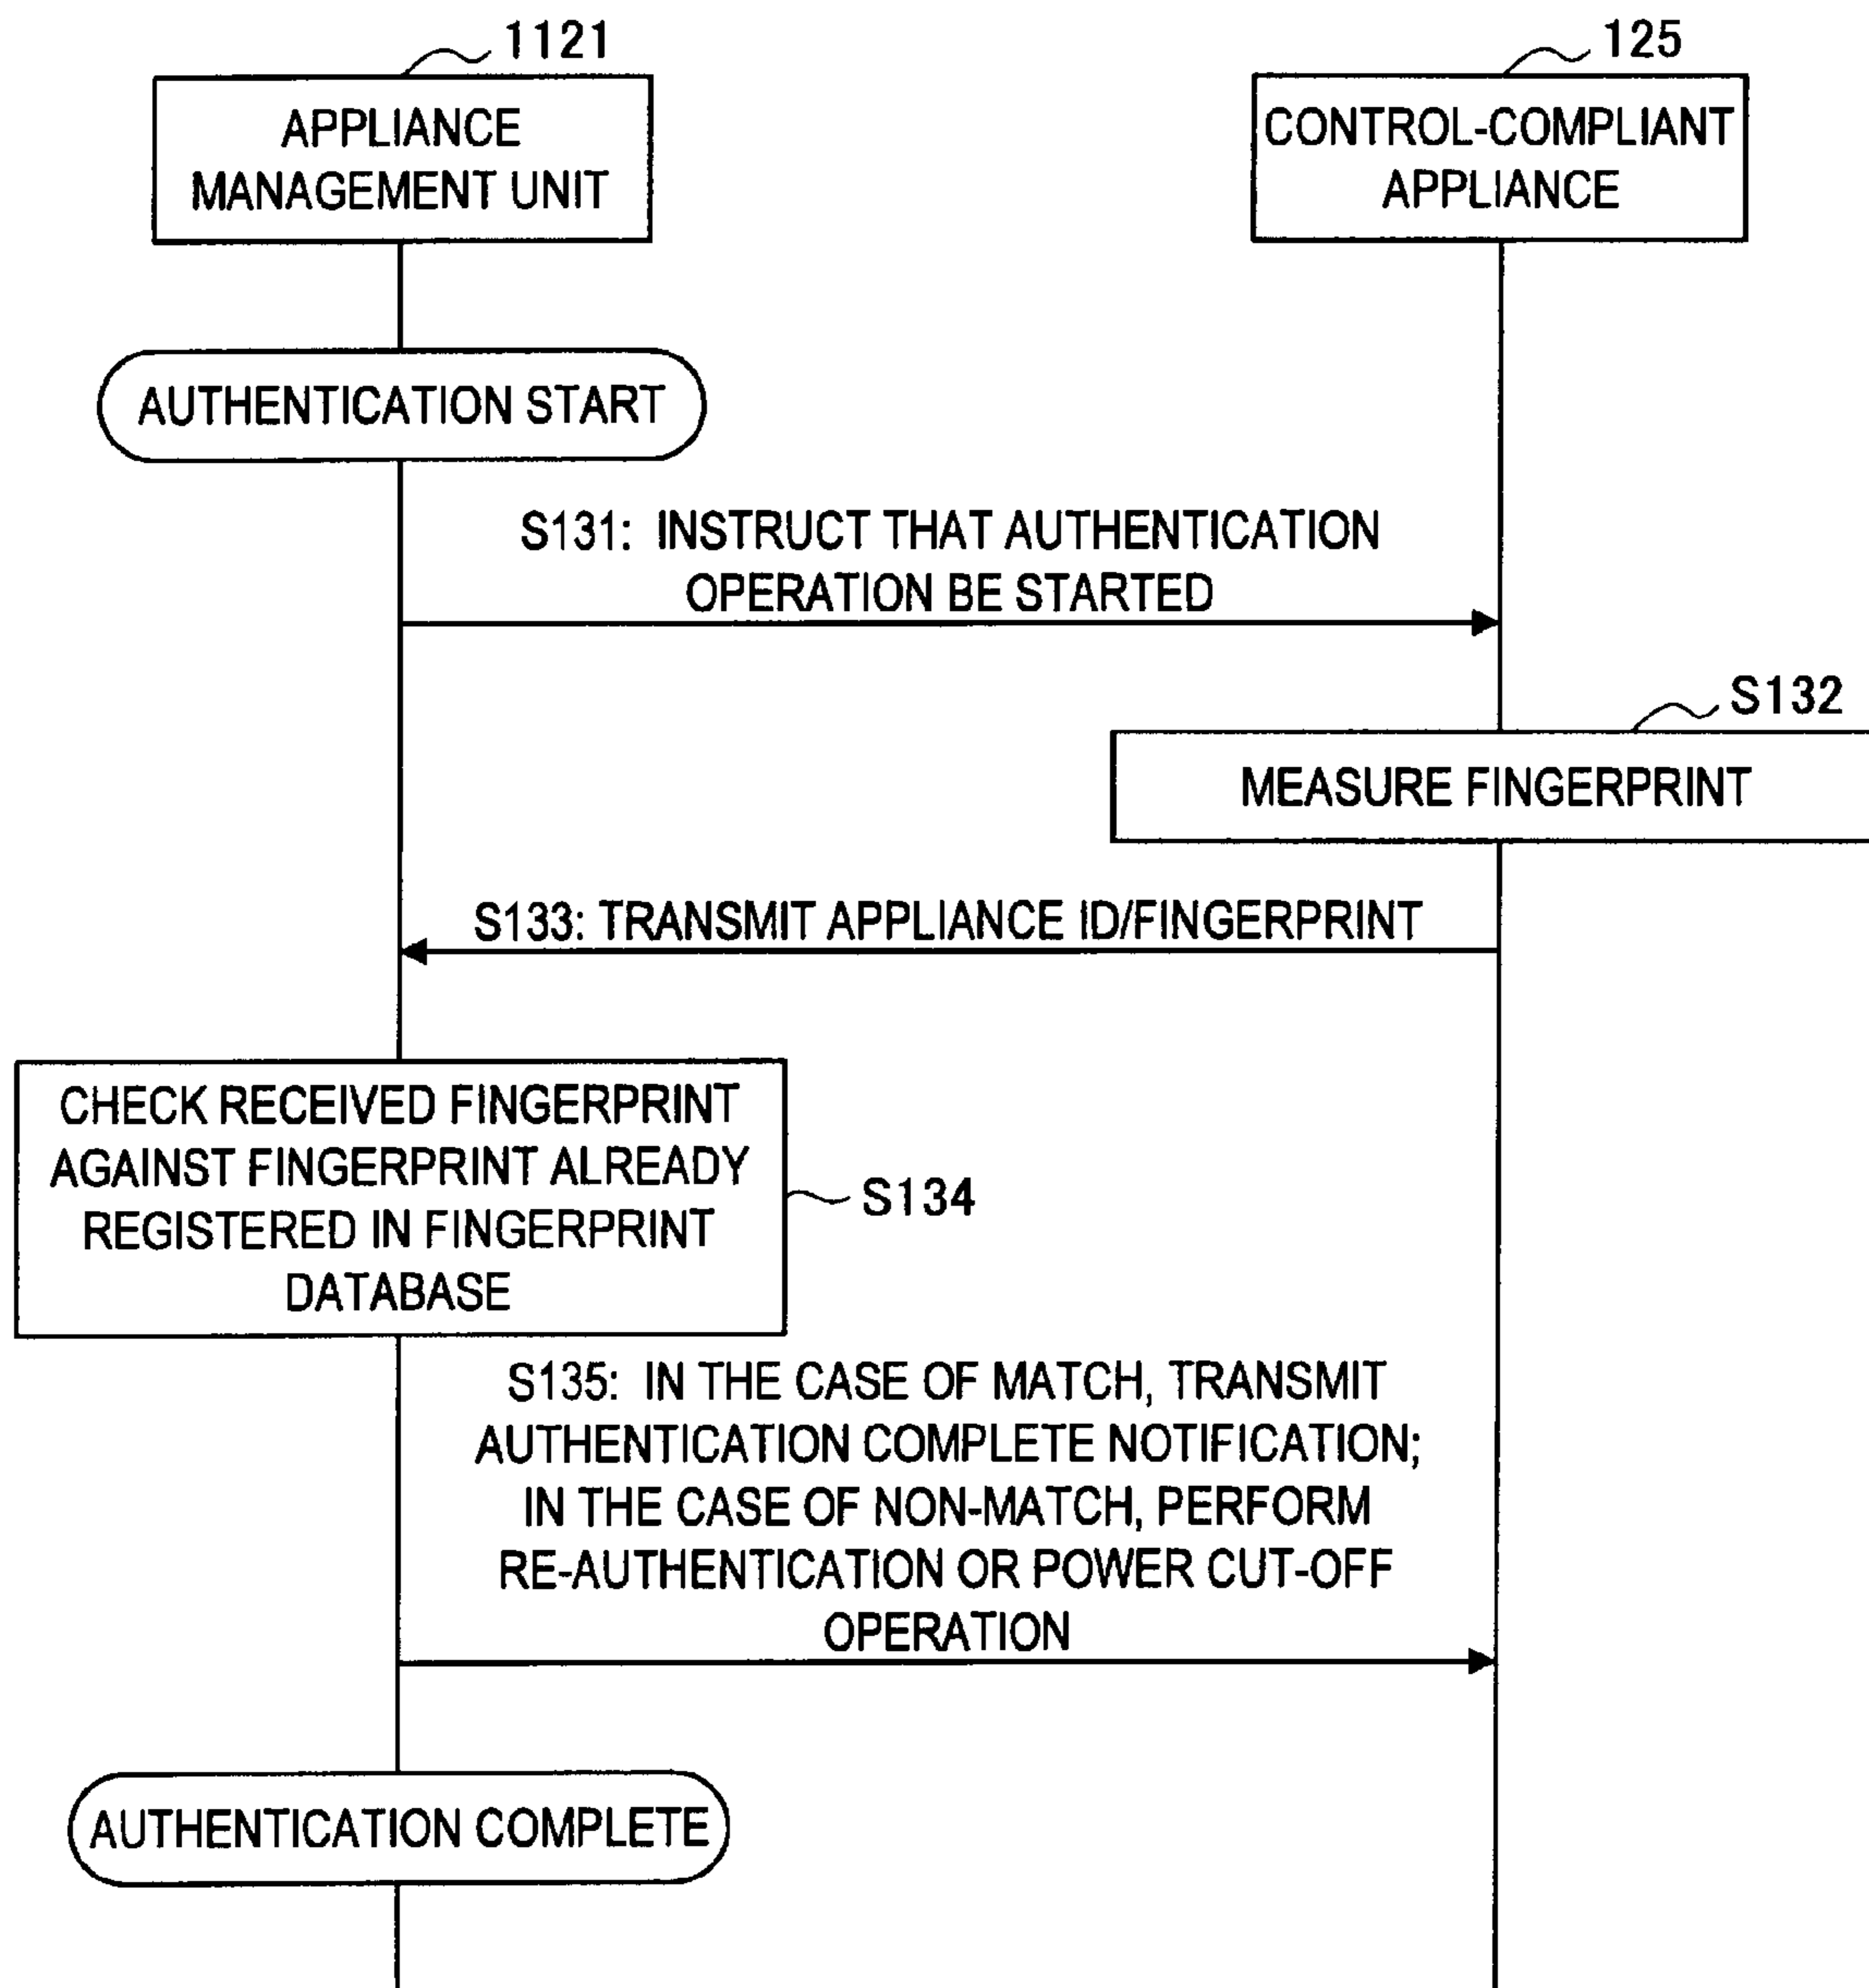 1121
125
APPLIANCE
MANAGEMENT UNIT
CONTROL-COMPLIANT
APPLIANCE
AUTHENTICATION START
S131: INSTRUCT THAT AUTHENTICATION
OPERATION BE STARTED
S132
MEASURE FINGERPRINT
S133: TRANSMIT APPLIANCE ID/FINGERPRINT
CHECK RECEIVED FINGERPRINT
AGAINST FINGERPRINT ALREADY
REGISTERED IN FINGERPRINT
DATABASE
S134
S135: IN THE CASE OF MATCH, TRANSMIT
AUTHENTICATION COMPLETE NOTIFICATION;
IN THE CASE OF NON-MATCH, PERFORM
RE-AUTHENTICATION OR POWER CUT-OFF
OPERATION
AUTHENTICATION COMPLETE